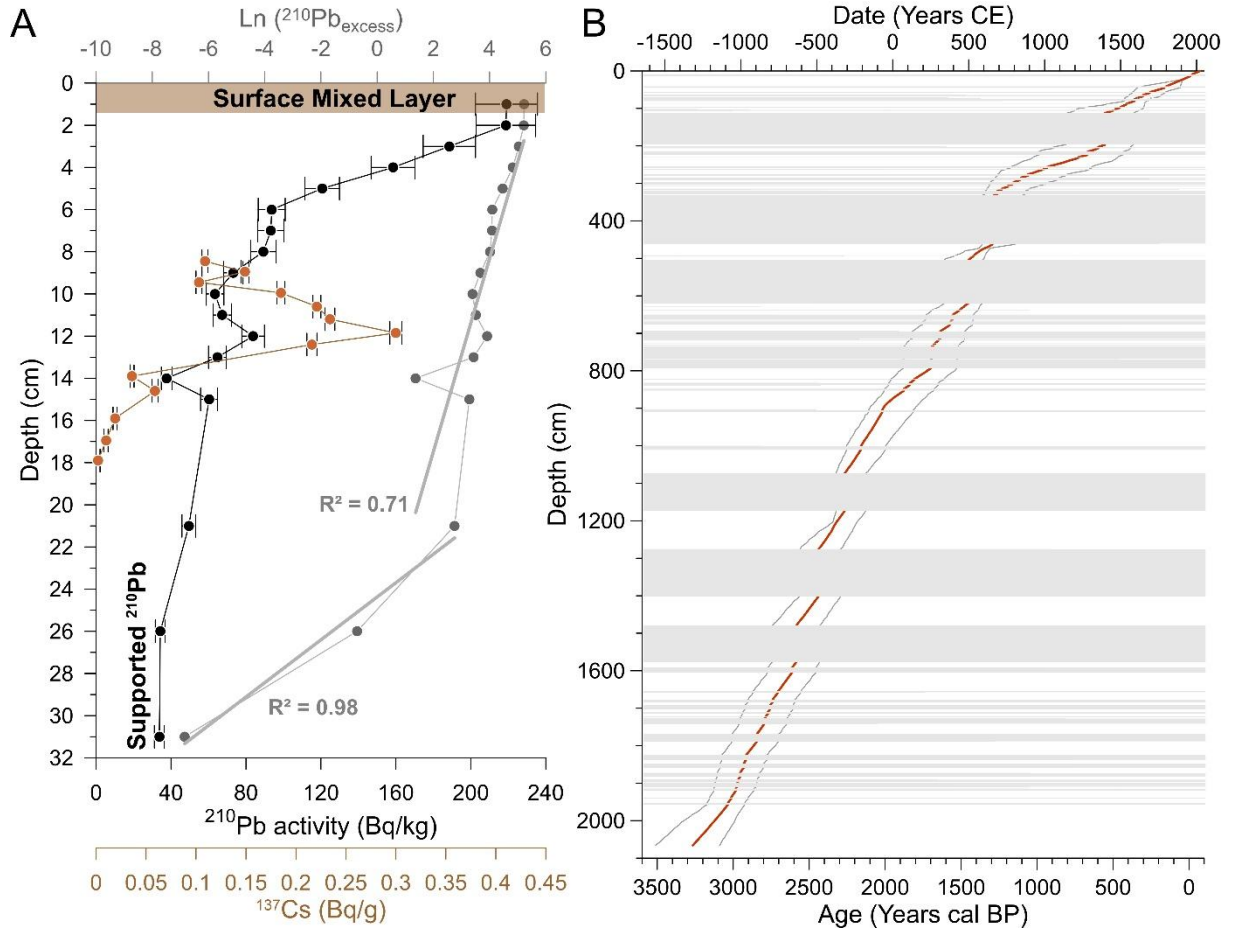 A
Ln (²¹⁰Pbexcess)
-10 -8 -6 -4 -2 0 2 4 6
Surface Mixed Layer
0
2
4
6
8
10
12
14
16
18
20
22
24
26
28
30
32
Depth (cm)
R² = 0.71
R² = 0.98
Supported ²¹⁰Pb
0 40 80 120 160 200 240
²¹⁰Pb activity (Bq/kg)
0 0.05 0.1 0.15 0.2 0.25 0.3 0.35 0.4 0.45
¹³⁷Cs (Bq/g)
B
Date (Years CE)
-1500 -1000 -500 0 500 1000 1500 2000
0
400
800
1200
1600
2000
Depth (cm)
3500 3000 2500 2000 1500 1000 500 0
Age (Years cal BP)